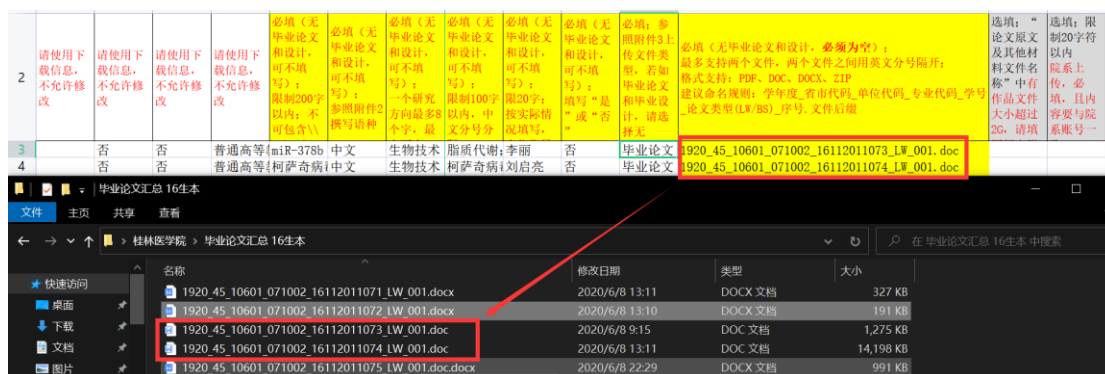 2
请使用下
载信息，
不允许修
改
请使用下
载信息，
不允许修
改
请使用下
载信息，
不允许修
改
请使用下
载信息，
不允许修
改
必填（无
毕业论文
和设计，
可不填
写）；
限制200字
以内；不
可包含\\
必填（无
毕业论文
和设计，
可不填
写）；
参照附件2
撰写语种
必填（无
毕业论文
和设计，
可不填
写）；
一个研究
方向最多8
个字，最
必填（无
毕业论文
和设计，
可不填
写）；
限制100字
以内，中
文分号分
必填（无
毕业论文
和设计，
可不填
写）；
限20字；
按实际情
况填写，
必填（无
毕业论文
和设计，
可不填
写）；
填写“是
”或“否
”
必填；参
照附件3上
传文件类
型，若如
毕业论文
和毕业设
计，请选
择无
必填（无毕业论文和设计，必须为空）；
最多支持两个文件，两个文件之间用英文分号隔开；
格式支持：PDF、DOC、DOCX、ZIP
建议命名规则：学年度_省市代码_单位代码_专业代码_学号
_论文类型(LW/BS)_序号.文件后缀
选填；“
论文原文
及其他材
料文件名
称”中有
作品文件
大小超过
2G，请填
选填；限
制20字符
以内
院系上
传，必
填，且内
容要与院
系账号一
3 否 否 普通高等 miR-378b 中文 生物技术 脂质代谢; 李丽 否 毕业论文 1920_45_10601_071002_16112011073_LW_001.doc
4 否 否 普通高等 柯萨奇病 中文 生物技术 柯萨奇病 刘启亮 否 毕业论文 1920_45_10601_071002_16112011074_LW_001.doc
毕业论文汇总 16生本
文件 主页 共享 查看
桂林医学院 › 毕业论文汇总 16生本 在 毕业论文汇总 16生本 中搜索
名称 修改日期 类型 大小
快速访问
桌面
下载
文档
图片
1920_45_10601_071002_16112011071_LW_001.docx 2020/6/8 13:11 DOCX 文档 327 KB
1920_45_10601_071002_16112011072_LW_001.docx 2020/6/8 13:10 DOCX 文档 191 KB
1920_45_10601_071002_16112011073_LW_001.doc 2020/6/8 9:15 DOC 文档 1,275 KB
1920_45_10601_071002_16112011074_LW_001.doc 2020/6/8 13:11 DOC 文档 14,198 KB
1920_45_10601_071002_16112011075_LW_001.doc.docx 2020/6/8 22:29 DOCX 文档 991 KB